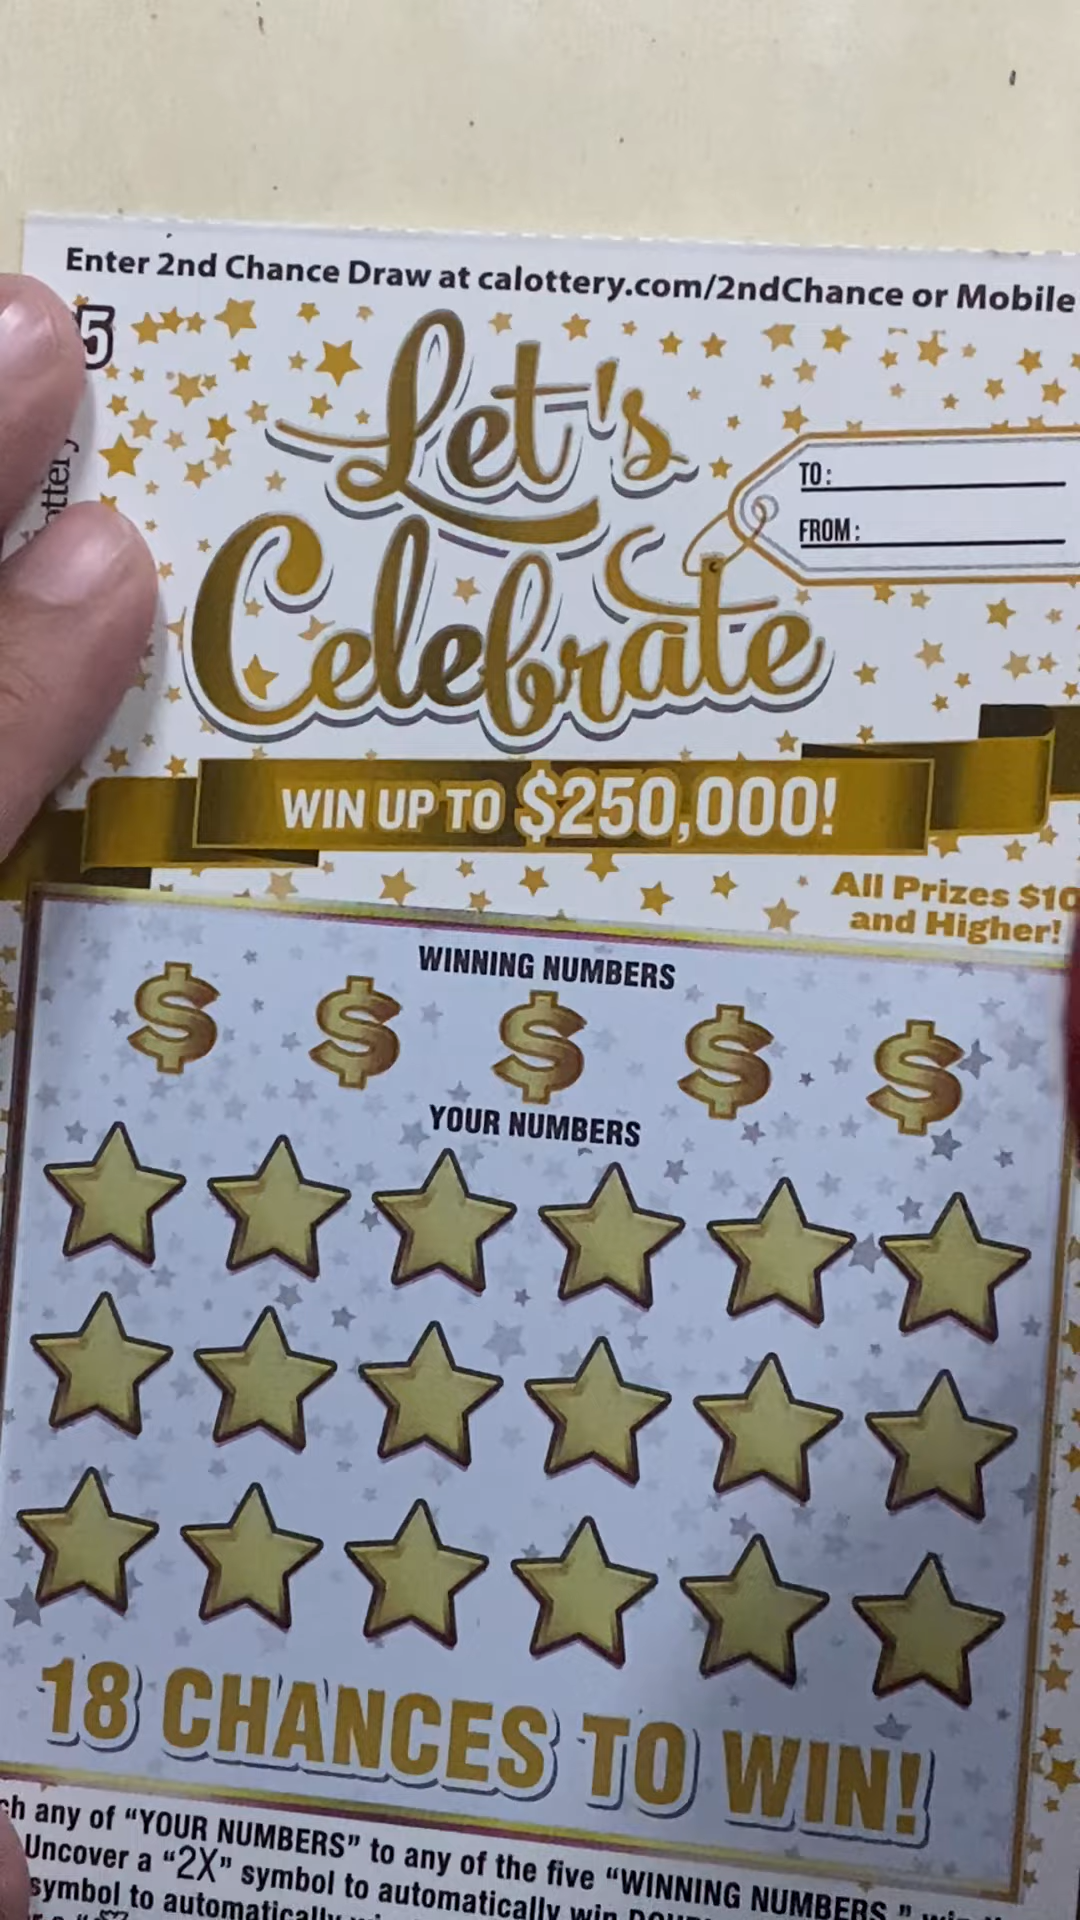 Enter 2nd Chance Draw at calottery.com/2ndChance or Mobile
5
Let's
Celebrate
TO:
FROM:
WIN UP TO $250,000!
All Prizes $10
and Higher!
WINNING NUMBERS
$ $ $ $ $
YOUR NUMBERS
18 CHANCES TO WIN!
any of “YOUR NUMBERS” to any of the five “WINNING NUMBERS,”
Uncover a “2X” symbol to automatically win
symbol to automatically